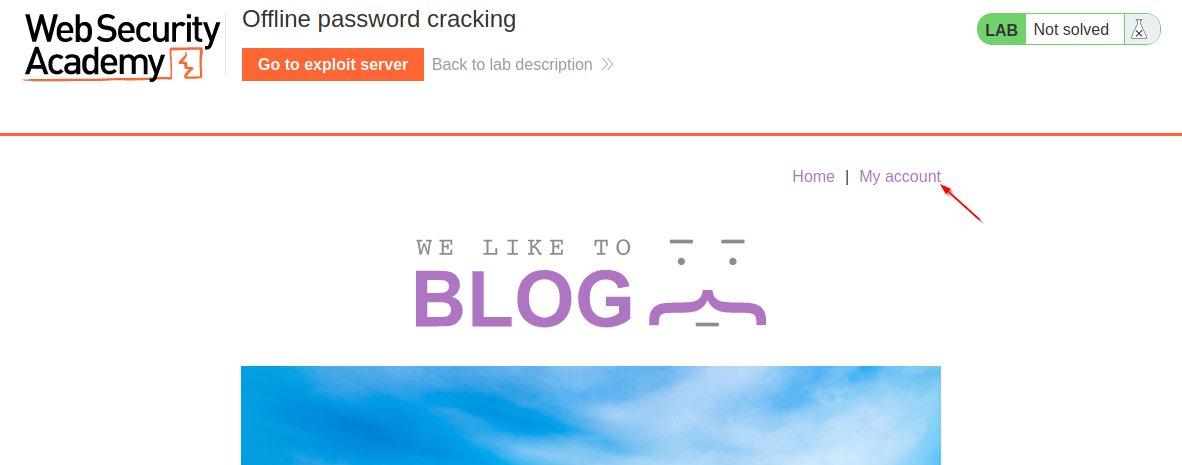 Web Security
Academy
Offline password cracking
Go to exploit server
Back to lab description
LAB
Not solved
Home | My account
WE LIKE TO
BLOG